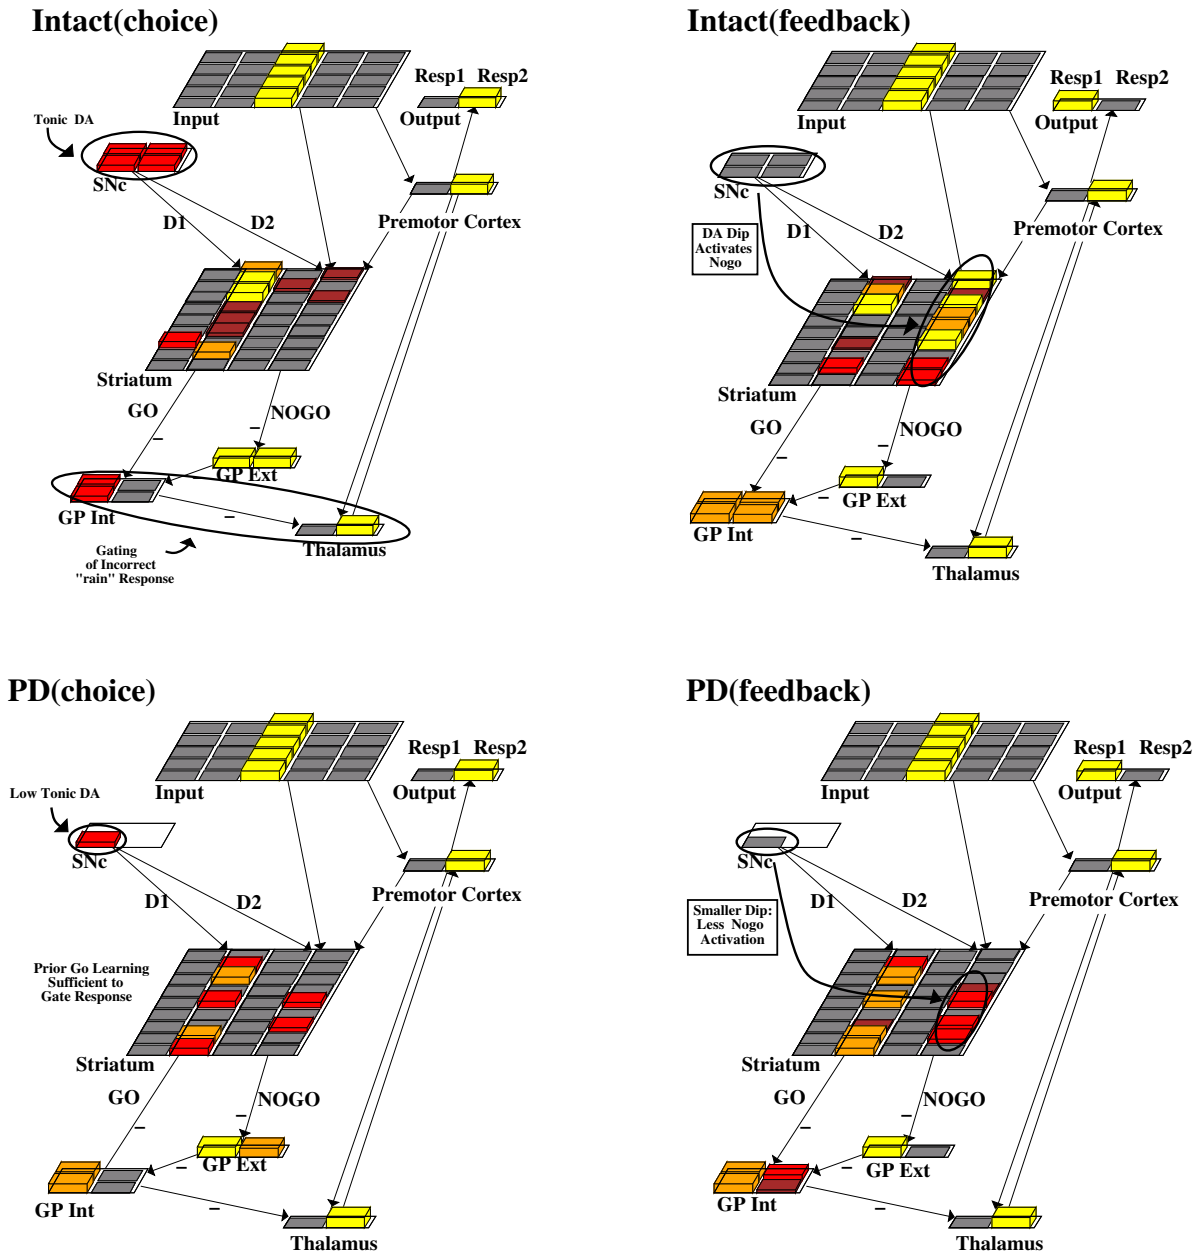 Intact(choice)
Resp1 Resp2
Input
Output
Tonic DA
SNc
D1
D2
Premotor Cortex
Striatum
GO
NOGO
–
–
GP Ext
–
GP Int
–
Thalamus
Gating
of Incorrect
"rain" Response
Intact(feedback)
Resp1 Resp2
Input
Output
SNc
D1
D2
Premotor Cortex
DA Dip
Activates
Nogo
Striatum
GO
NOGO
–
–
GP Ext
–
GP Int
–
Thalamus
PD(choice)
Resp1 Resp2
Input
Output
Low Tonic DA
SNc
D1
D2
Premotor Cortex
Prior Go Learning
Sufficient to
Gate Response
Striatum
GO
NOGO
–
–
GP Ext
–
GP Int
–
Thalamus
PD(feedback)
Resp1 Resp2
Input
Output
SNc
D1
D2
Premotor Cortex
Smaller Dip:
Less Nogo
Activation
Striatum
GO
NOGO
–
–
GP Ext
–
GP Int
–
Thalamus